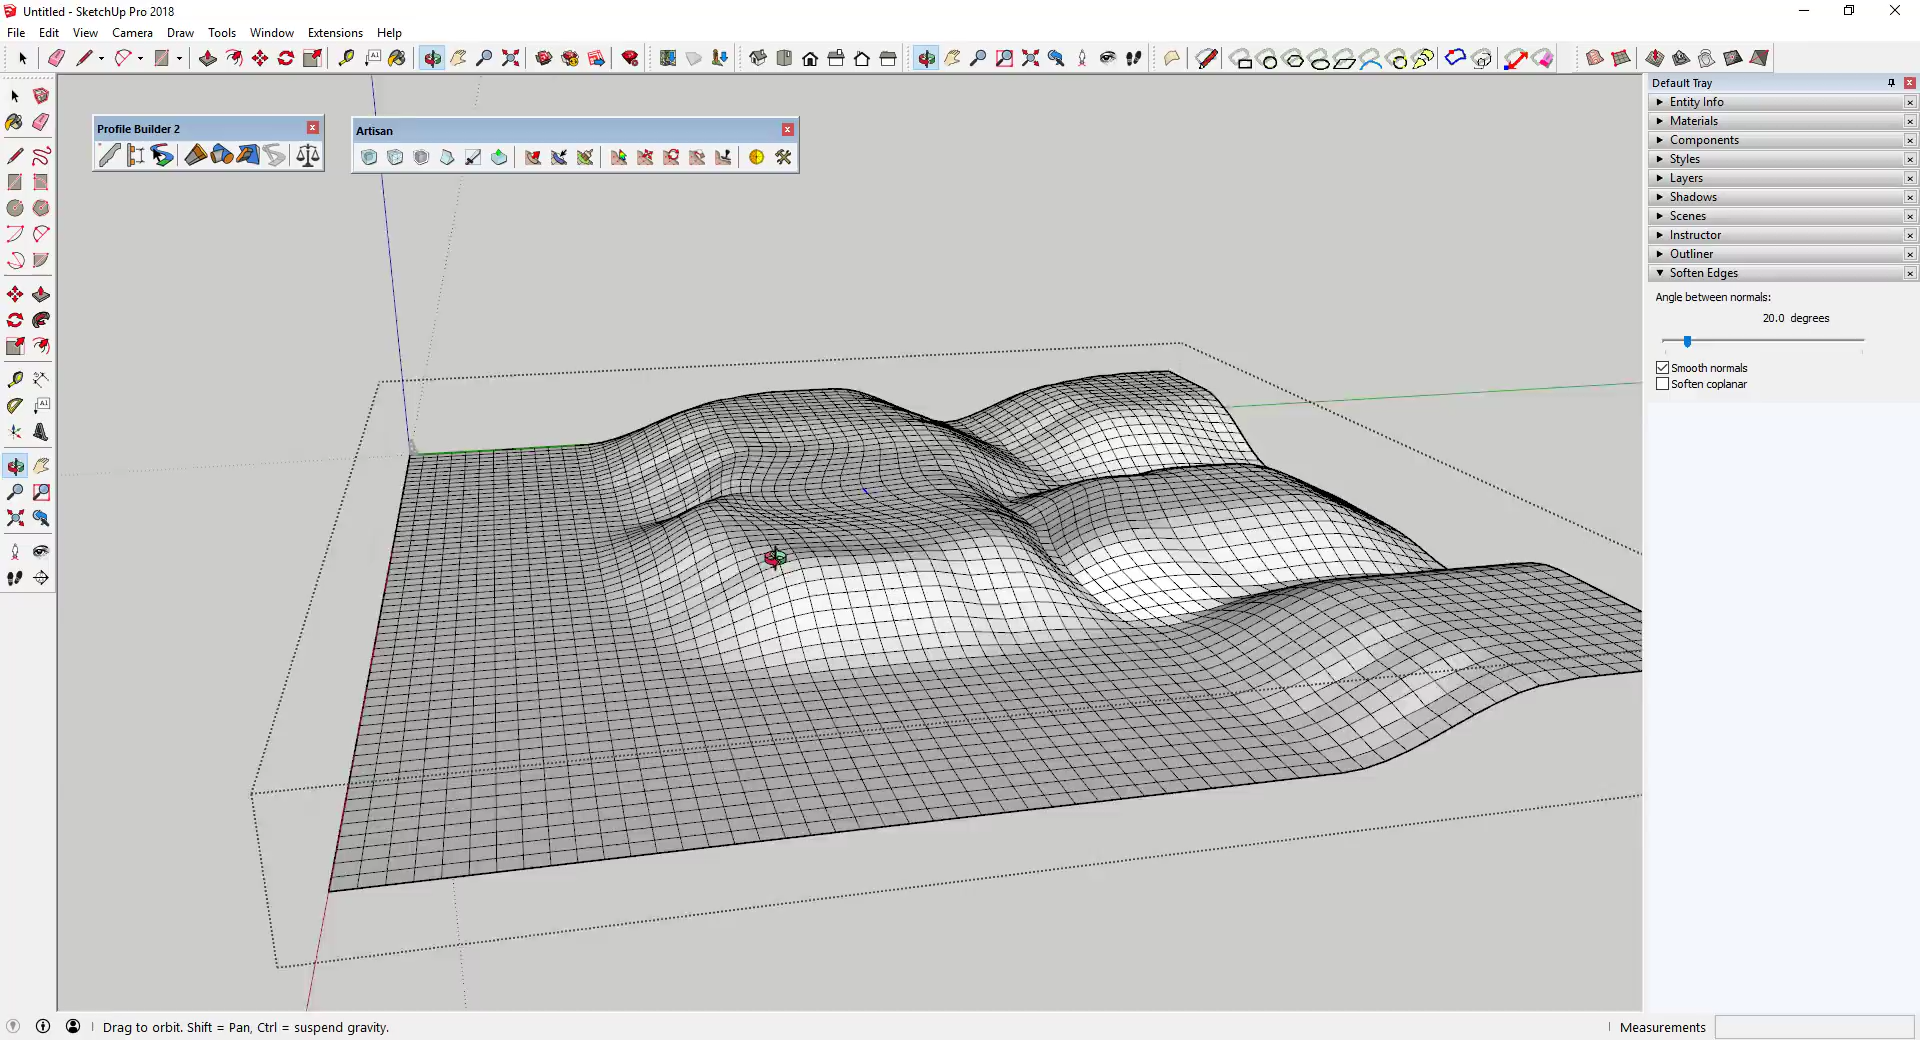 Untitled - SketchUp Pro 2018
File Edit View Camera Draw Tools Window Extensions Help
Default Tray
Entity Info
Materials
Components
Styles
Layers
Shadows
Scenes
Instructor
Outliner
Soften Edges
Angle between normals:
20.0 degrees
Smooth normals
Soften coplanar
Profile Builder 2
Artisan
Drag to orbit. Shift = Pan, Ctrl = suspend gravity.
Measurements